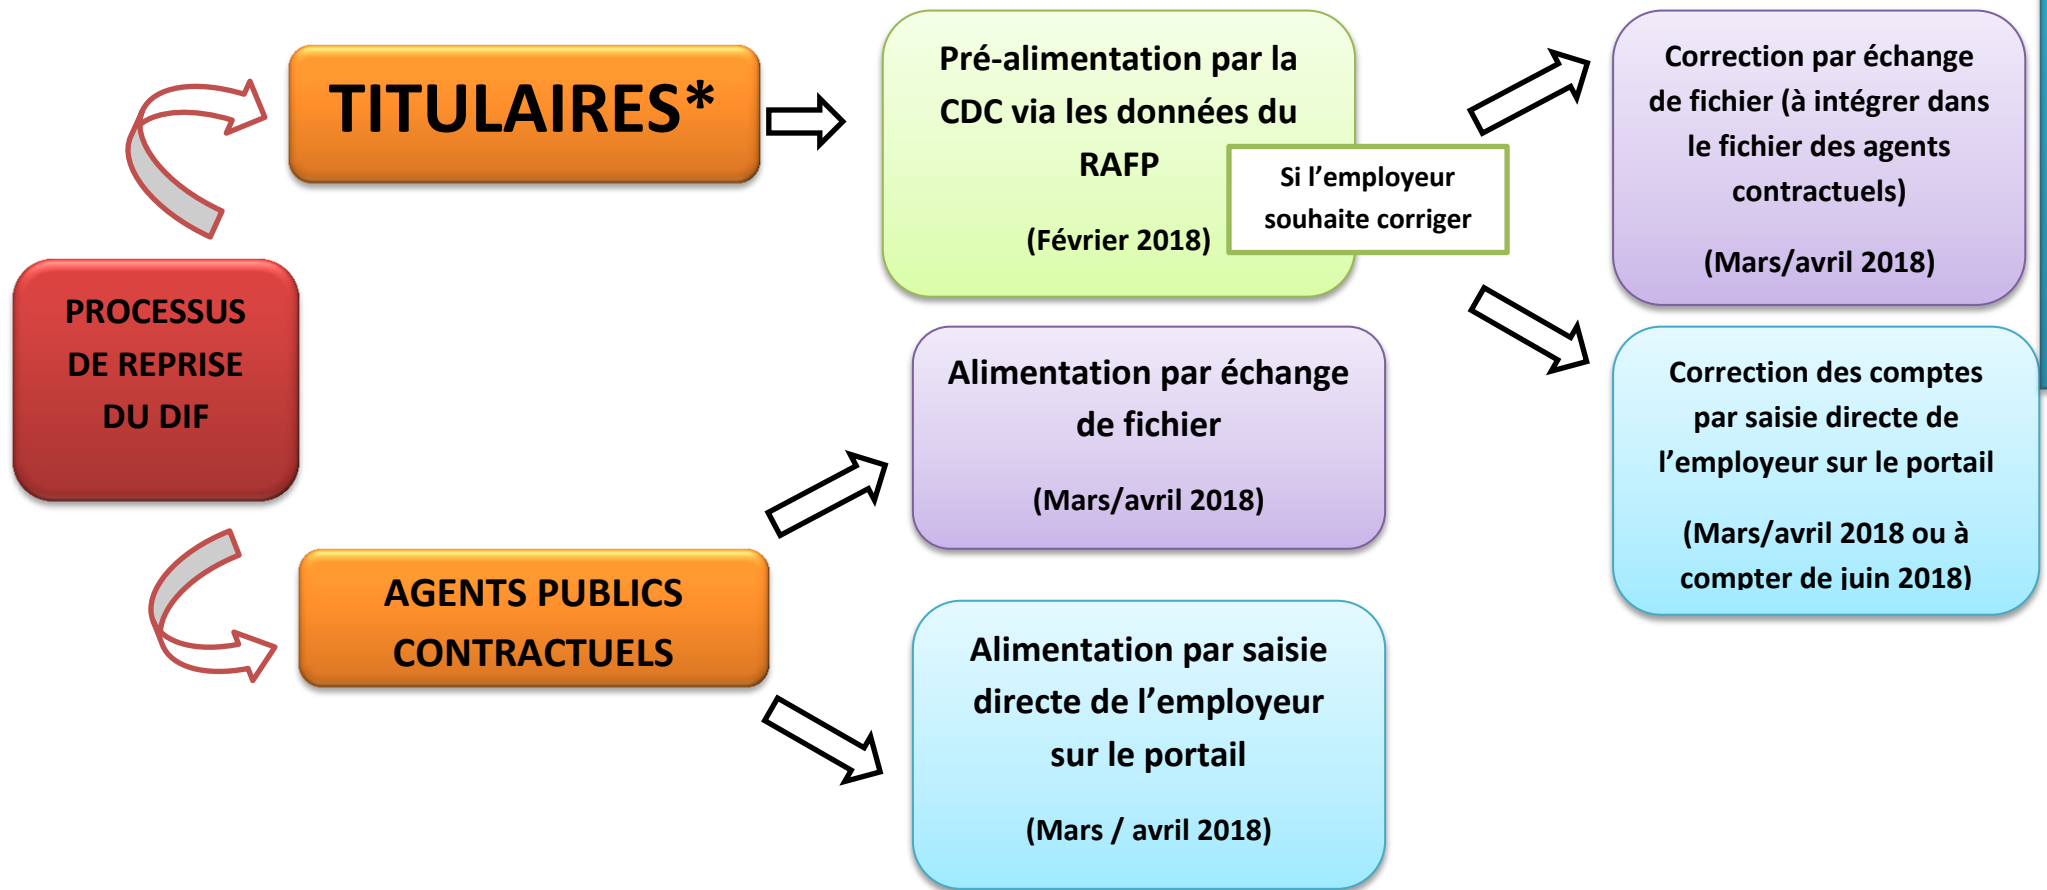 PROCESSUS
DE REPRISE
DU DIF
TITULAIRES*
Pré-alimentation par la
CDC via les données du
RAFP
(Février 2018)
Si l’employeur
souhaite corriger
Correction par échange
de fichier (à intégrer dans
le fichier des agents
contractuels)
(Mars/avril 2018)
Correction des comptes
par saisie directe de
l’employeur sur le portail
(Mars/avril 2018 ou à
compter de juin 2018)
AGENTS PUBLICS
CONTRACTUELS
Alimentation par échange
de fichier
(Mars/avril 2018)
Alimentation par saisie
directe de l’employeur
sur le portail
(Mars / avril 2018)